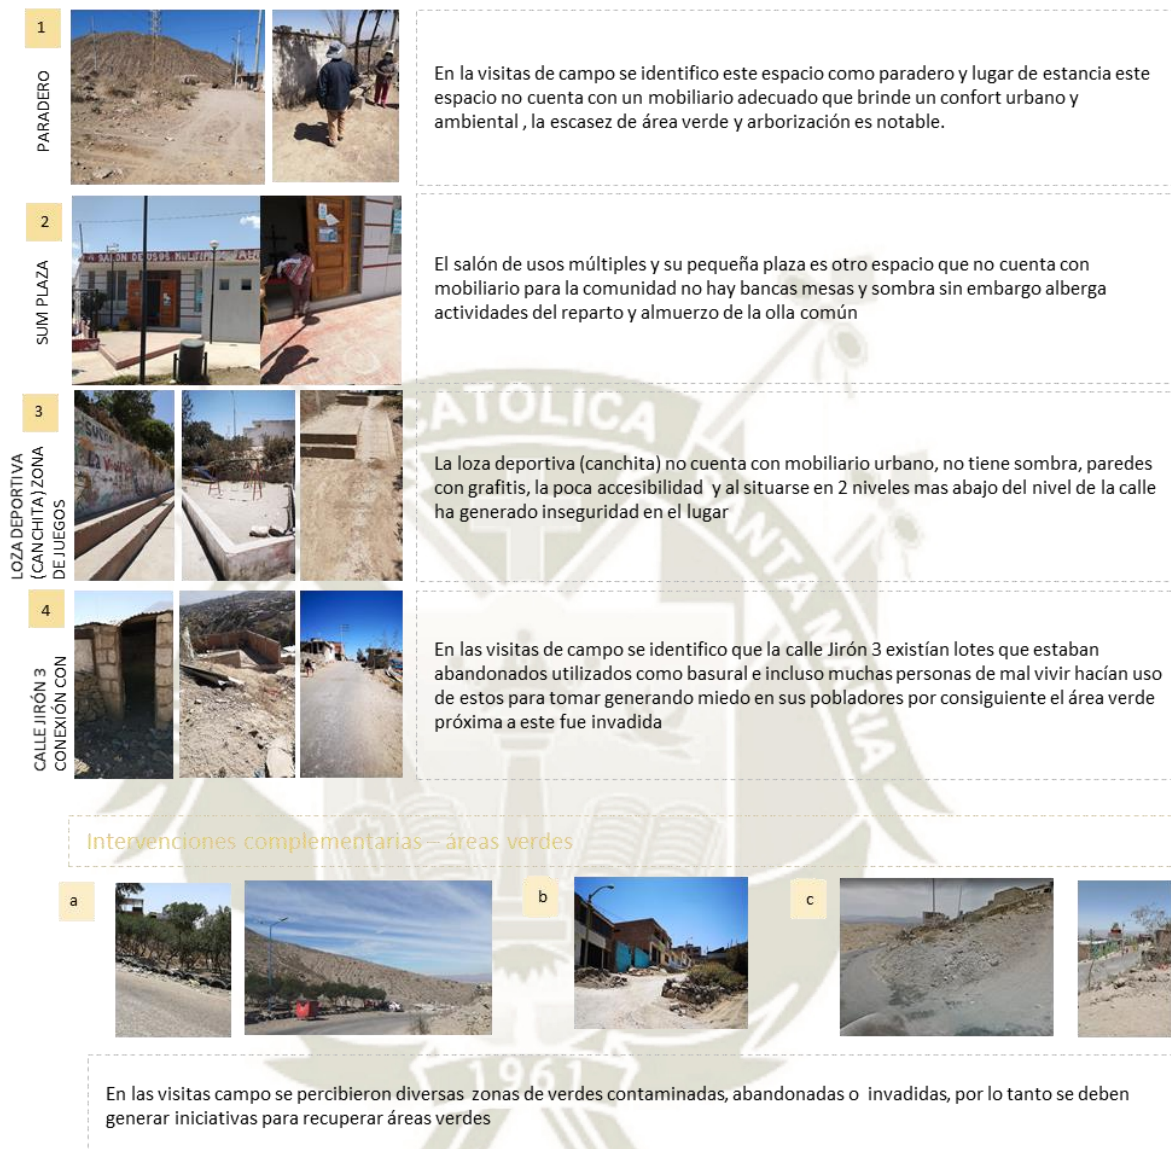 1
PARADERO
En la visitas de campo se identifico este espacio como paradero y lugar de estancia este
espacio no cuenta con un mobiliario adecuado que brinde un confort urbano y
ambiental , la escasez de área verde y arborización es notable.
2
SUM PLAZA
SALON DE USOS MULTIPLES
El salón de usos múltiples y su pequeña plaza es otro espacio que no cuenta con
mobiliario para la comunidad no hay bancas mesas y sombra sin embargo alberga
actividades del reparto y almuerzo de la olla común
3
LOZA DEPORTIVA
(CANCHITA) ZONA
DE JUEGOS
La loza deportiva (canchita) no cuenta con mobiliario urbano, no tiene sombra, paredes
con grafitis, la poca accesibilidad y al situarse en 2 niveles mas abajo del nivel de la calle
ha generado inseguridad en el lugar
4
CALLE JIRÓN 3
CONEXIÓN CON
En las visitas de campo se identifico que la calle Jirón 3 existían lotes que estaban
abandonados utilizados como basural e incluso muchas personas de mal vivir hacían uso
de estos para tomar generando miedo en sus pobladores por consiguiente el área verde
próxima a este fue invadida
CATOLICA
SANTA MARIA
Intervenciones complementarias – áreas verdes
a
b
c
1961
En las visitas campo se percibieron diversas zonas de verdes contaminadas, abandonadas o invadidas, por lo tanto se deben
generar iniciativas para recuperar áreas verdes